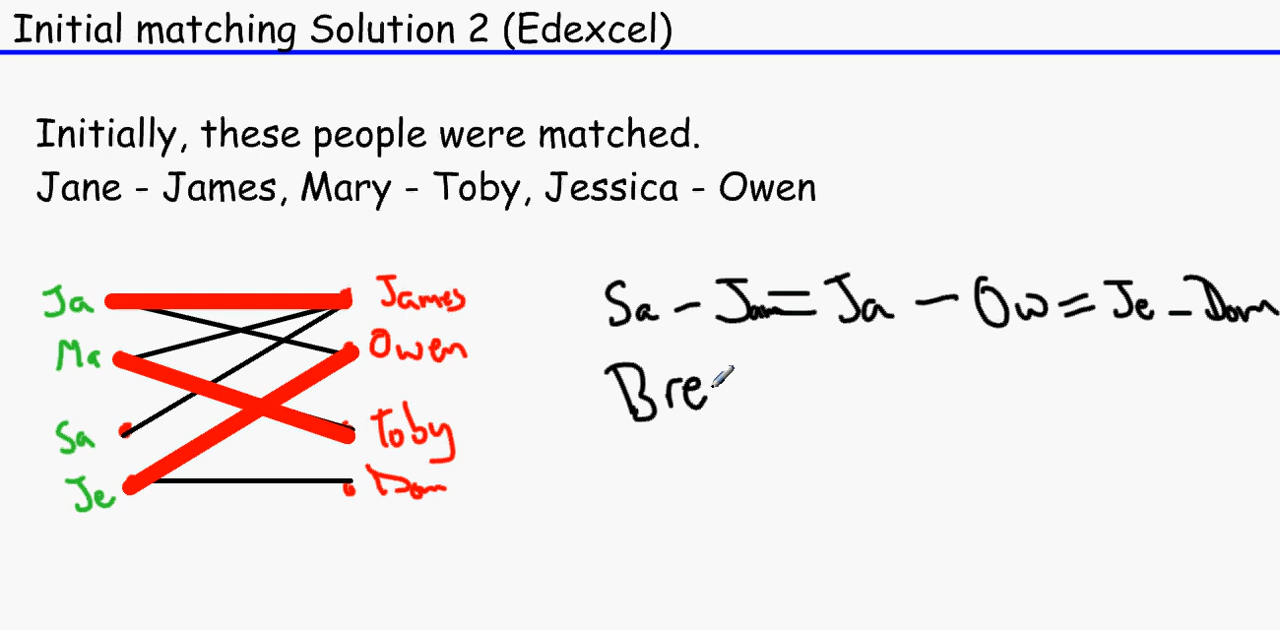 Initial matching Solution 2 (Edexcel)
Initially, these people were matched.
Jane - James, Mary - Toby, Jessica - Owen
Ja
James
Ma
Owen
Sa
Toby
Je
Dom
Sa - Jam = Ja - Ow = Je - Dom
Bre